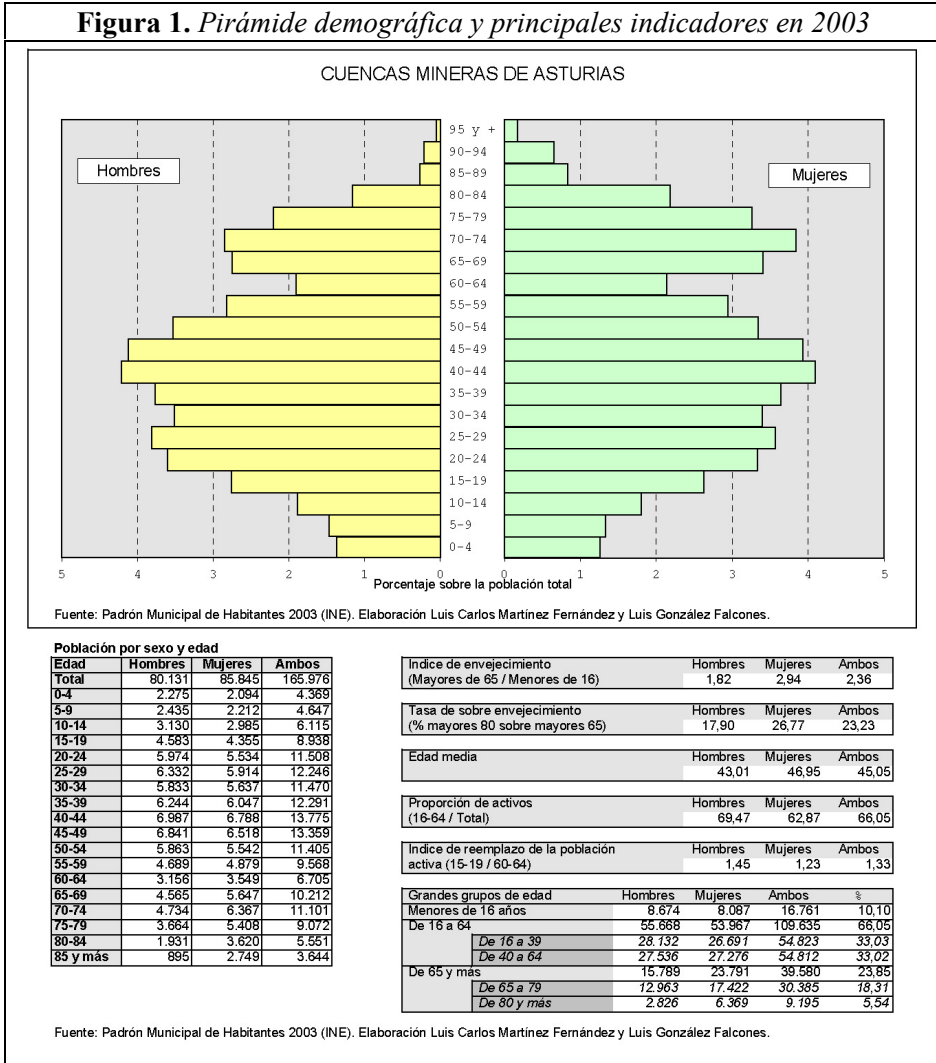 Figura 1. Pirámide demográfica y principales indicadores en 2003
CUENCAS MINERAS DE ASTURIAS
Hombres
Mujeres
95 y +
90-94
85-89
80-84
75-79
70-74
65-69
60-64
55-59
50-54
45-49
40-44
35-39
30-34
25-29
20-24
15-19
10-14
5-9
0-4
5 4 3 2 1 0 0 1 2 3 4 5
Porcentaje sobre la población total
Fuente: Padrón Municipal de Habitantes 2003 (INE). Elaboración Luis Carlos Martínez Fernández y Luis González Falcones.
Población por sexo y edad
Edad Hombres Mujeres Ambos
Total 80.131 85.845 165.976
0-4 2.275 2.094 4.369
5-9 2.435 2.212 4.647
10-14 3.130 2.985 6.115
15-19 4.583 4.355 8.938
20-24 5.974 5.534 11.508
25-29 6.332 5.914 12.246
30-34 5.833 5.637 11.470
35-39 6.244 6.047 12.291
40-44 6.987 6.788 13.775
45-49 6.841 6.518 13.359
50-54 5.863 5.542 11.405
55-59 4.689 4.879 9.568
60-64 3.156 3.549 6.705
65-69 4.565 5.647 10.212
70-74 4.734 6.367 11.101
75-79 3.664 5.408 9.072
80-84 1.931 3.620 5.551
85 y más 895 2.749 3.644
Indice de envejecimiento Hombres Mujeres Ambos
(Mayores de 65 / Menores de 16) 1,82 2,94 2,36
Tasa de sobre envejecimiento Hombres Mujeres Ambos
(% mayores 80 sobre mayores 65) 17,90 26,77 23,23
Edad media Hombres Mujeres Ambos
43,01 46,95 45,05
Proporción de activos Hombres Mujeres Ambos
(16-64 / Total) 69,47 62,87 66,05
Indice de reemplazo de la población Hombres Mujeres Ambos
activa (15-19 / 60-64) 1,45 1,23 1,33
Grandes grupos de edad Hombres Mujeres Ambos %
Menores de 16 años 8.674 8.087 16.761 10,10
De 16 a 64 55.668 53.967 109.635 66,05
De 16 a 39 28.132 26.691 54.823 33,03
De 40 a 64 27.536 27.276 54.812 33,02
De 65 y más 15.789 23.791 39.580 23,85
De 65 a 79 12.963 17.422 30.385 18,31
De 80 y más 2.826 6.369 9.195 5,54
Fuente: Padrón Municipal de Habitantes 2003 (INE). Elaboración Luis Carlos Martínez Fernández y Luis González Falcones.